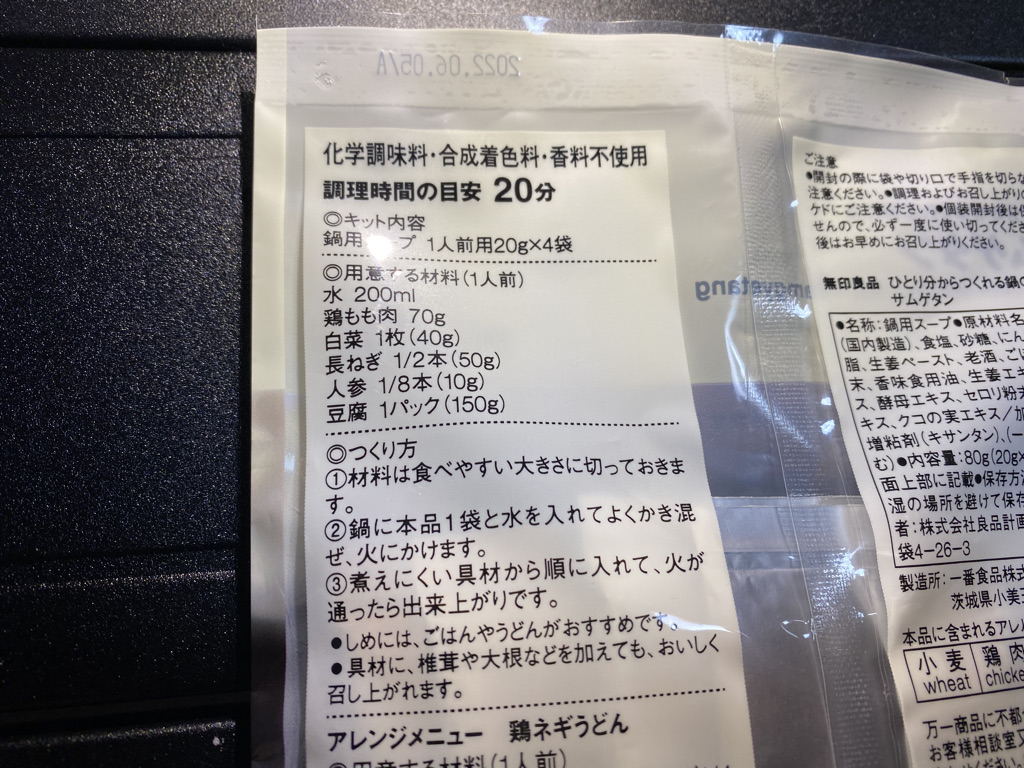 2022.06.05/A
化学調味料・合成着色料・香料不使用
調理時間の目安 20分
◎キット内容
鍋用スープ 1人前用20g×4袋
◎用意する材料(1人前)
水 200ml
鶏もも肉 70g
白菜 1枚(40g)
長ねぎ 1/2本(50g)
人参 1/8本(10g)
豆腐 1パック(150g)
◎つくり方
①材料は食べやすい大きさに切っておきま
す。
②鍋に本品1袋と水を入れてよくかき混
ぜ、火にかけます。
③煮えにくい具材から順に入れて、火が
通ったら出来上がりです。
●しめには、ごはんやうどんがおすすめです。
●具材に、椎茸や大根などを加えても、おいしく
召し上がれます。
アレンジメニュー 鶏ネギうどん
◎用意する材料(1人前)
amgyetang
ご注意
●開封の際に袋や切り口で手指を切らな
注意ください。●調理およびお召し上がりの
ケドにご注意ください。●個装開封後は
せんので、必ず一度に使い切ってくださ
後はお早めにお召し上がりください。
無印良品 ひとり分からつくれる鍋の
サムゲタン
●名称:鍋用スープ●原材料名
(国内製造)、食塩、砂糖、にん
脂、生姜ペースト、老酒、ご
末、香味食用油、生姜エキ
ス、酵母エキス、セロリ粉末
キス、クコの実エキス/加
増粘剤(キサンタン)、(一
む)●内容量:80g(20g×
面上部に記載●保存方
湿の場所を避けて保存
者:株式会社良品計画
袋4-26-3
製造所:一番食品株式
茨城県小美玉
本品に含まれるアレル
小麦 鶏肉
wheat chicke
万一商品に不都
お客様相談室